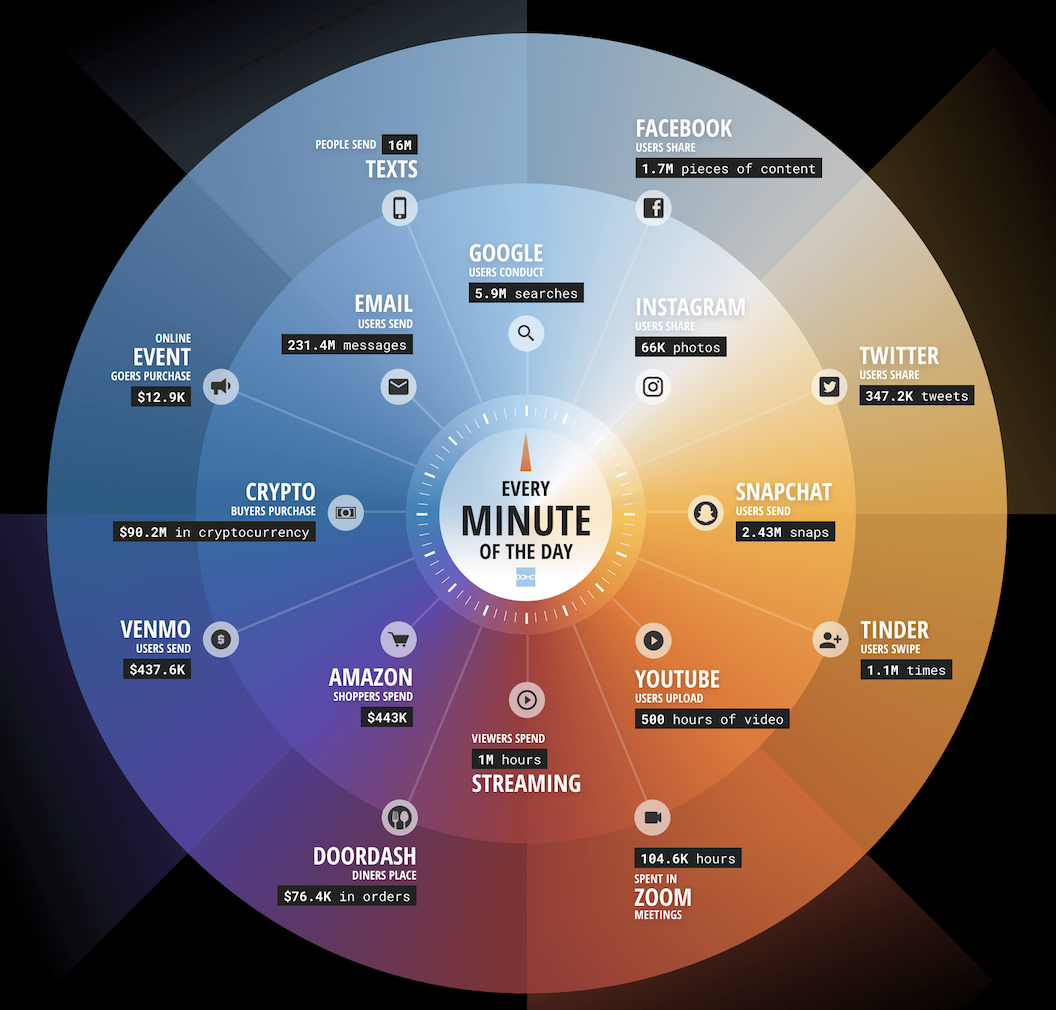 EVERY
MINUTE
OF THE DAY
DOMO
GOOGLE
USERS CONDUCT
5.9M searches
FACEBOOK
USERS SHARE
1.7M pieces of content
INSTAGRAM
USERS SHARE
66K photos
TWITTER
USERS SHARE
347.2K tweets
SNAPCHAT
USERS SEND
2.43M snaps
TINDER
USERS SWIPE
1.1M times
YOUTUBE
USERS UPLOAD
500 hours of video
104.6K hours
SPENT IN
ZOOM
MEETINGS
VIEWERS SPEND
1M hours
STREAMING
DOORDASH
DINERS PLACE
$76.4K in orders
AMAZON
SHOPPERS SPEND
$443K
VENMO
USERS SEND
$437.6K
CRYPTO
BUYERS PURCHASE
$90.2M in cryptocurrency
ONLINE
EVENT
GOERS PURCHASE
$12.9K
EMAIL
USERS SEND
231.4M messages
PEOPLE SEND 16M
TEXTS